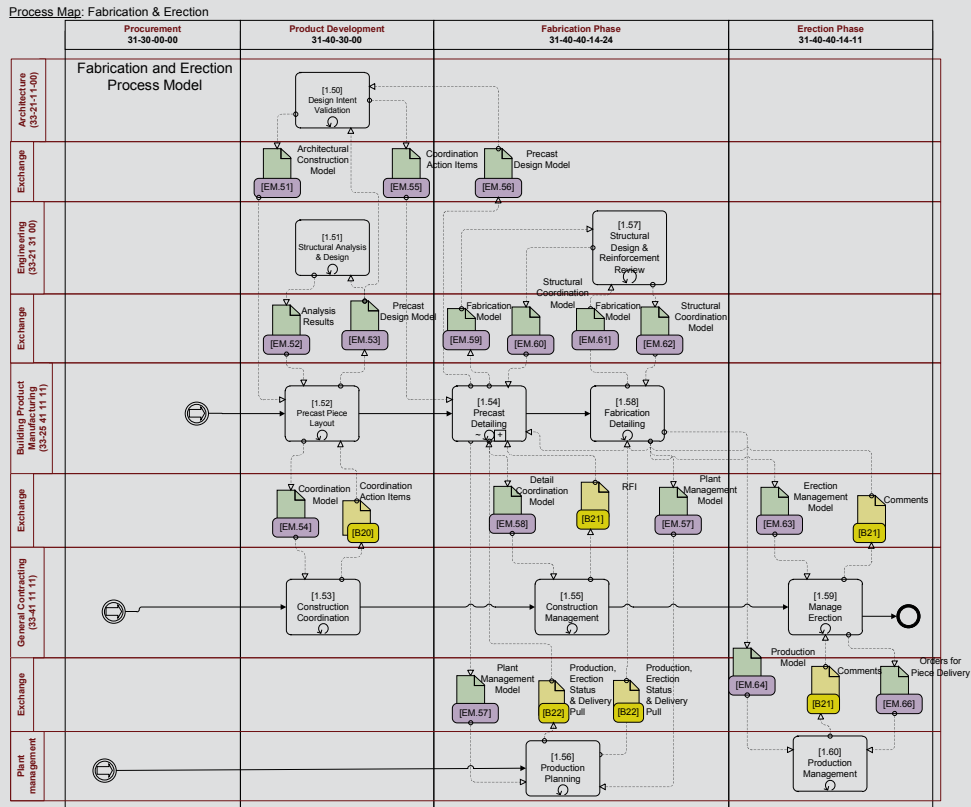 Process Map: Fabrication & Erection
Procurement
31-30-00-00
Product Development
31-40-30-00
Fabrication Phase
31-40-40-14-24
Erection Phase
31-40-40-14-11
Fabrication and Erection
Process Model
Architecture
(33-21-11-00)
[1.50]
Design Intent
Validation
Exchange
Architectural
Construction
Model
[EM.51]
Coordination
Action Items
[EM.55]
Precast
Design Model
[EM.56]
Engineering
(33-21 31 00)
[1.51]
Structural Analysis
& Design
[1.57]
Structural
Design &
Reinforcement
Review
Exchange
Analysis
Results
[EM.52]
Precast
Design Model
[EM.53]
Fabrication
Model
[EM.59]
Structural
Coordination
Model
[EM.60]
Fabrication
Model
[EM.61]
Structural
Coordination
Model
[EM.62]
Building Product
Manufacturing
(33-25 41 11 11)
[1.52]
Precast Piece
Layout
[1.54]
Precast
Detailing
~
+
[1.58]
Fabrication
Detailing
Exchange
Coordination
Model
[EM.54]
Coordination
Action Items
[B20]
Detail
Coordination
Model
[EM.58]
RFI
[B21]
Plant
Management
Model
[EM.57]
Erection
Management
Model
[EM.63]
Comments
[B21]
General Contracting
(33-41 11 11)
[1.53]
Construction
Coordination
[1.55]
Construction
Management
[1.59]
Manage
Erection
Exchange
Plant
Management
Model
[EM.57]
Production,
Erection
Status
& Delivery
Pull
[B22]
Production,
Erection
Status
& Delivery
Pull
[B22]
Production
Model
[EM.64]
Comments
[B21]
Orders for
Piece Delivery
[EM.66]
Plant
management
[1.56]
Production
Planning
[1.60]
Production
Management